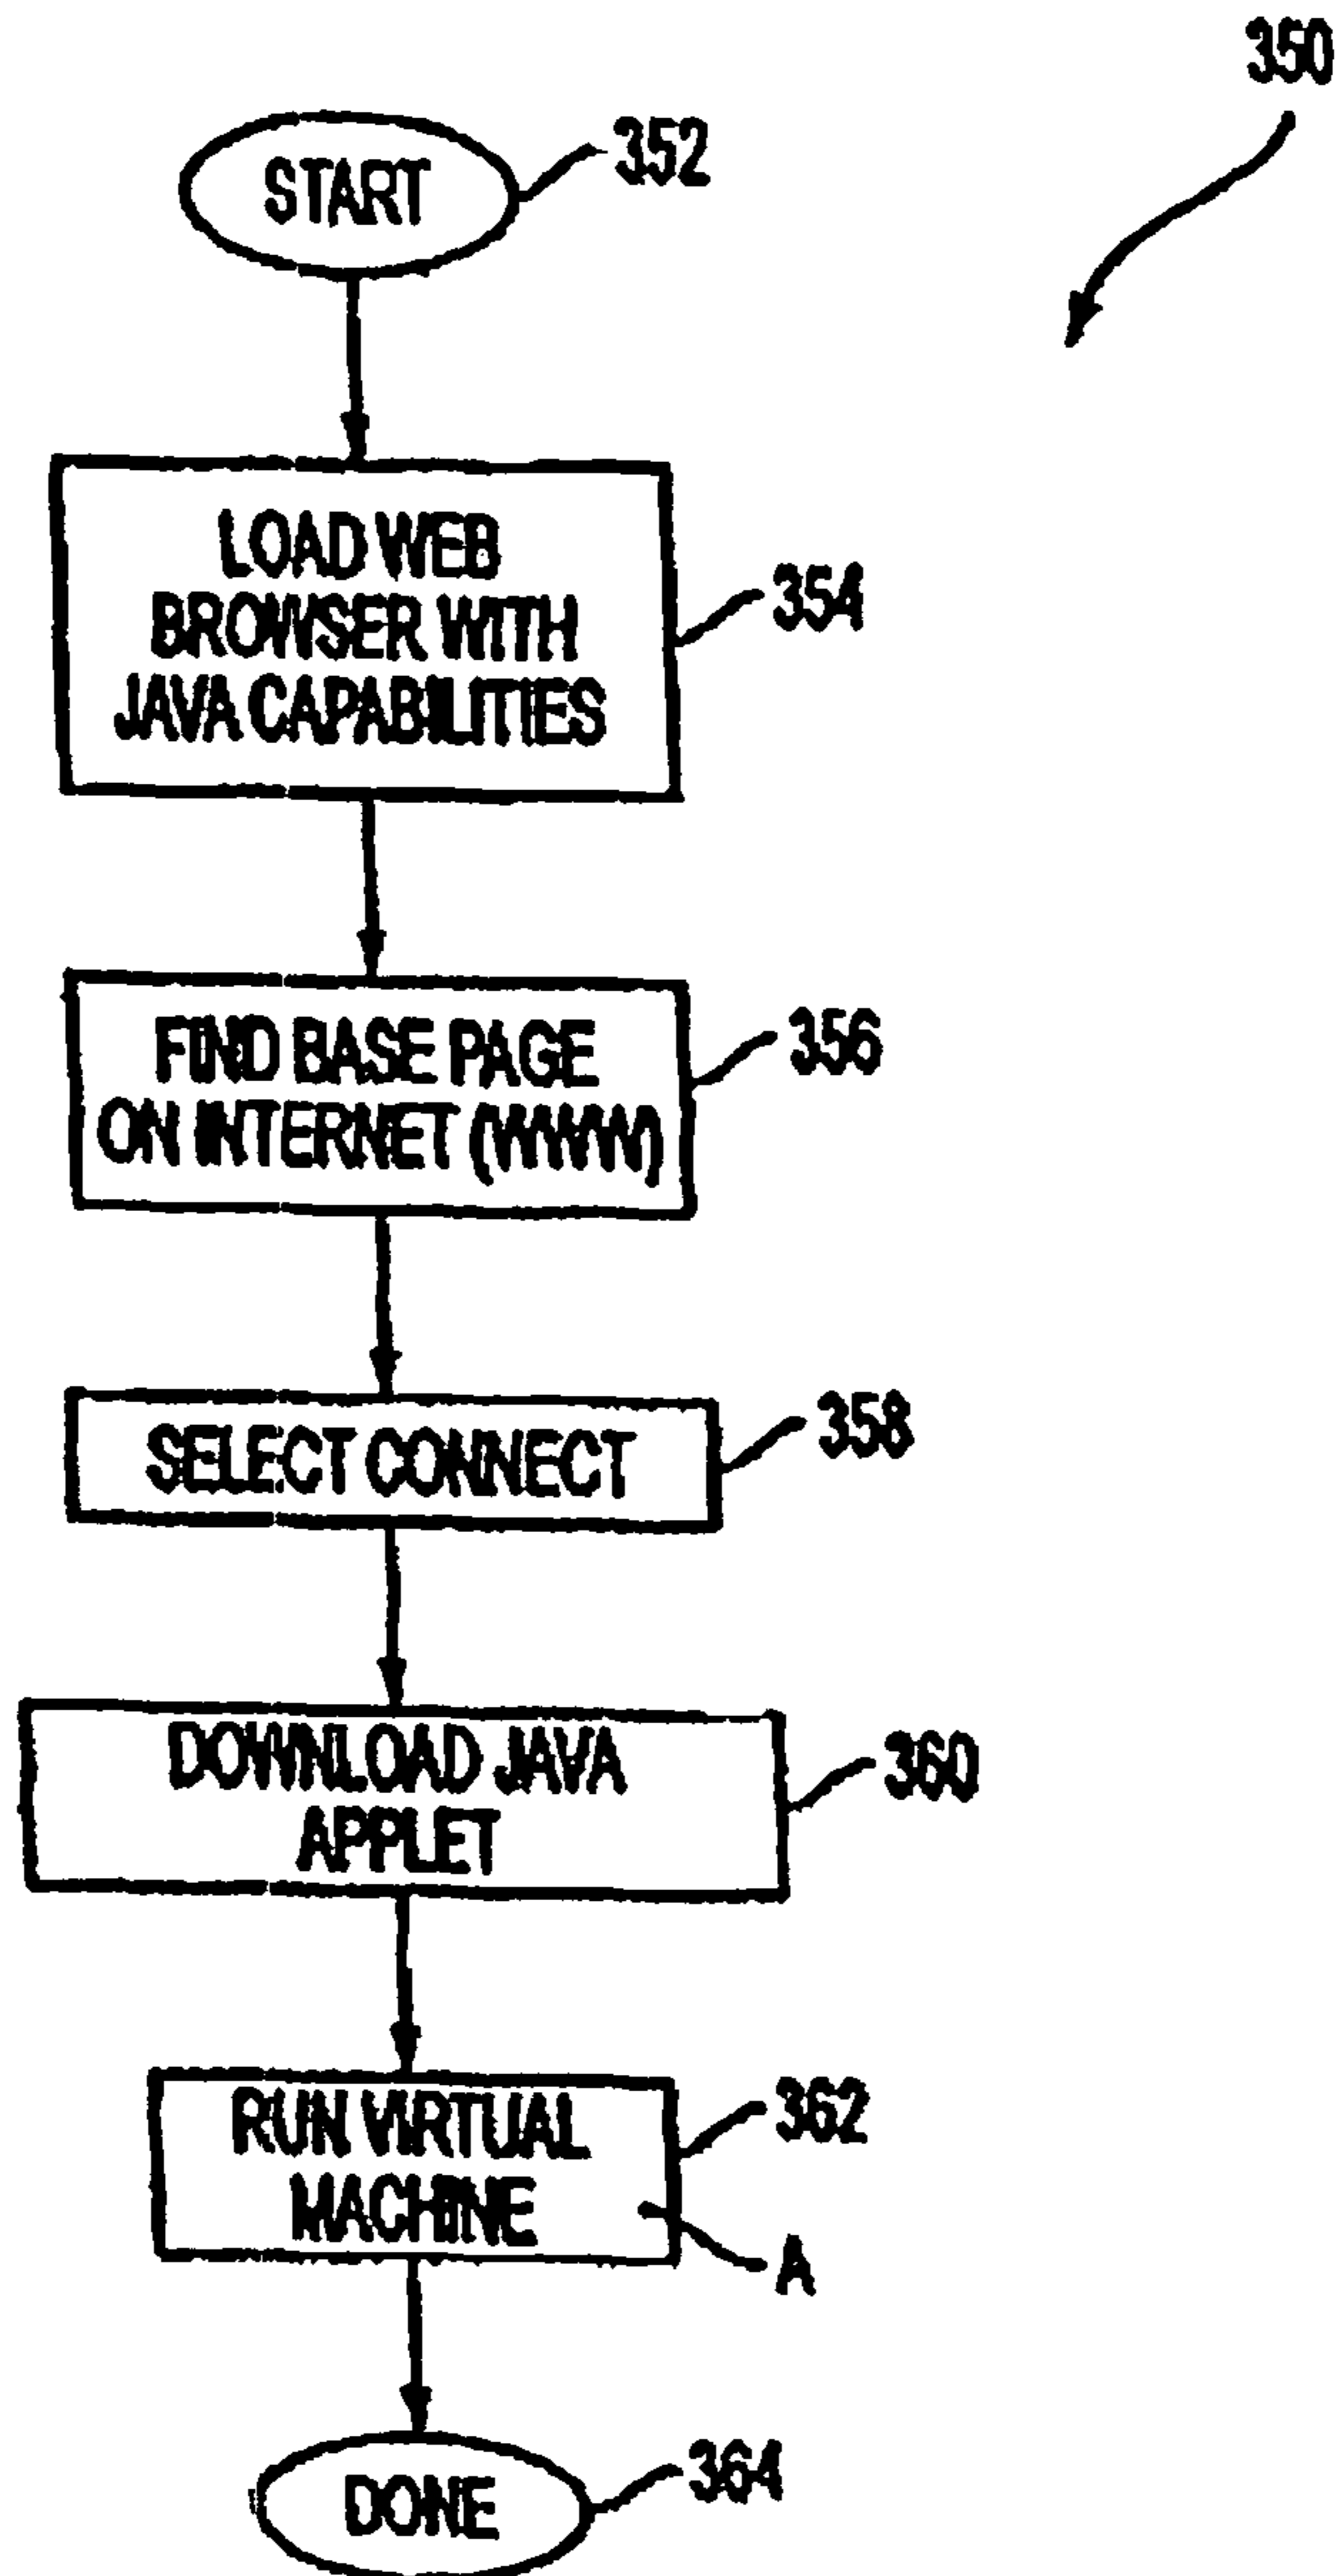 350
START
352
LOAD WEB
BROWSER WITH
JAVA CAPABILITIES
354
FIND BASE PAGE
ON INTERNET (WWW)
356
SELECT CONNECT
358
DOWNLOAD JAVA
APPLET
360
RUN VIRTUAL
MACHINE
362
A
DONE
364